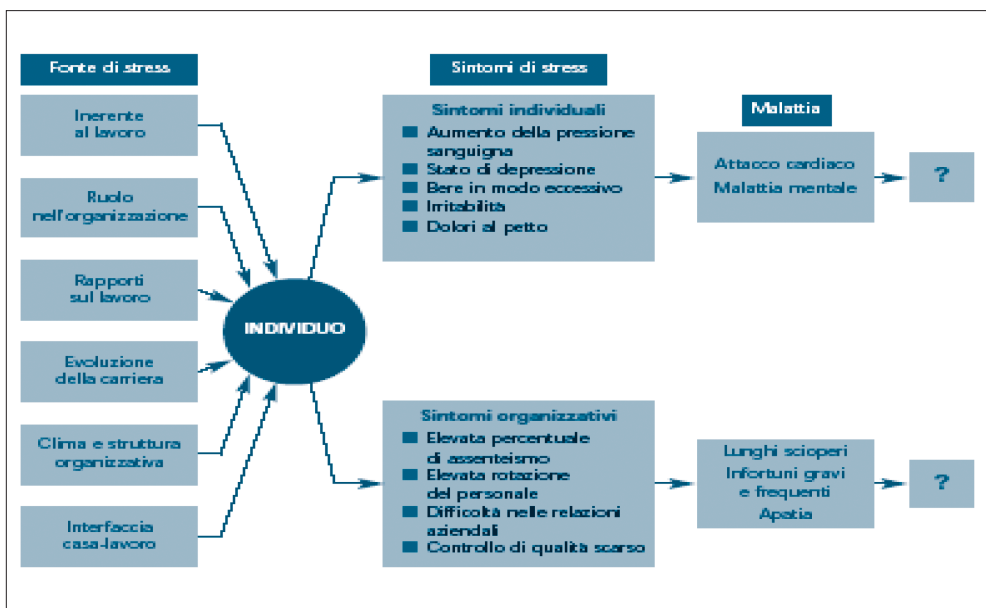 Fonte di stress
Inerente
al lavoro
Ruolo
nell'organizzazione
Rapporti
sul lavoro
Evoluzione
della carriera
Clima e struttura
organizzativa
Interfaccia
casa-lavoro
INDIVIDUO
Sintomi di stress
Sintomi individuali
Aumento della pressione
sanguigna
Stato di depressione
Bere in modo eccessivo
Irritabilità
Dolori al petto
Malattia
Attacco cardiaco
Malattia mentale
?
Sintomi organizzativi
Elevata percentuale
di assenteismo
Elevata rotazione
del personale
Difficoltà nelle relazioni
aziendali
Controllo di qualità scarso
Lunghi scioperi
Infortuni gravi
e frequenti
Apatia
?